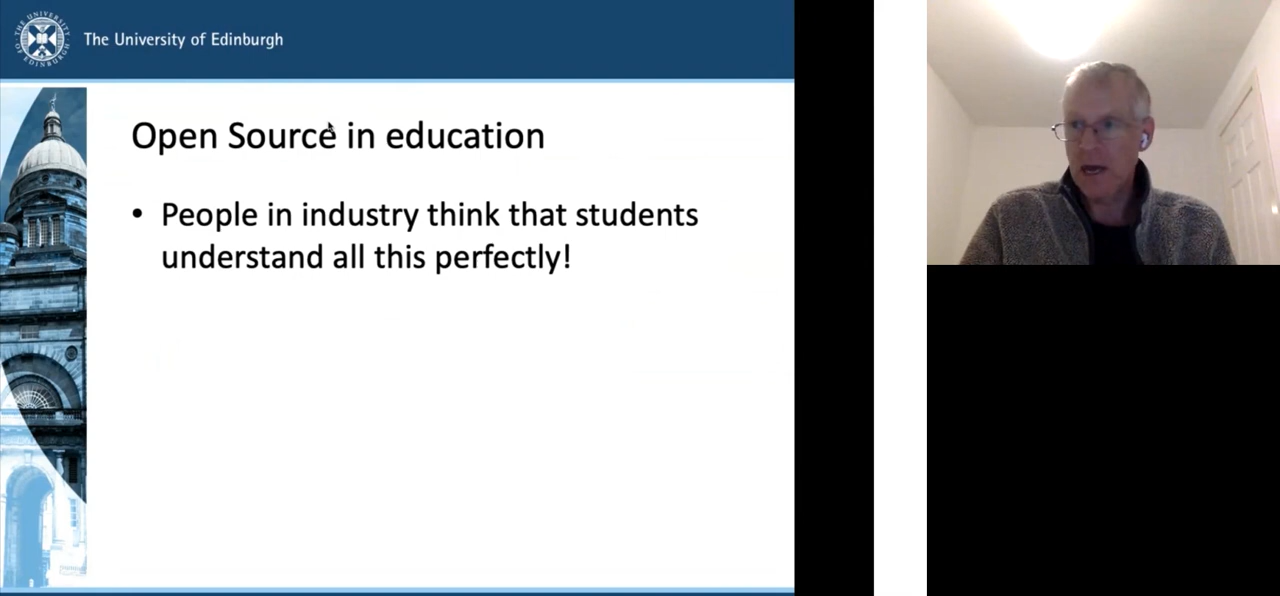 THE UNIVERSITY OF EDINBURGH
The University of Edinburgh
Open Source in education
• People in industry think that students
understand all this perfectly!